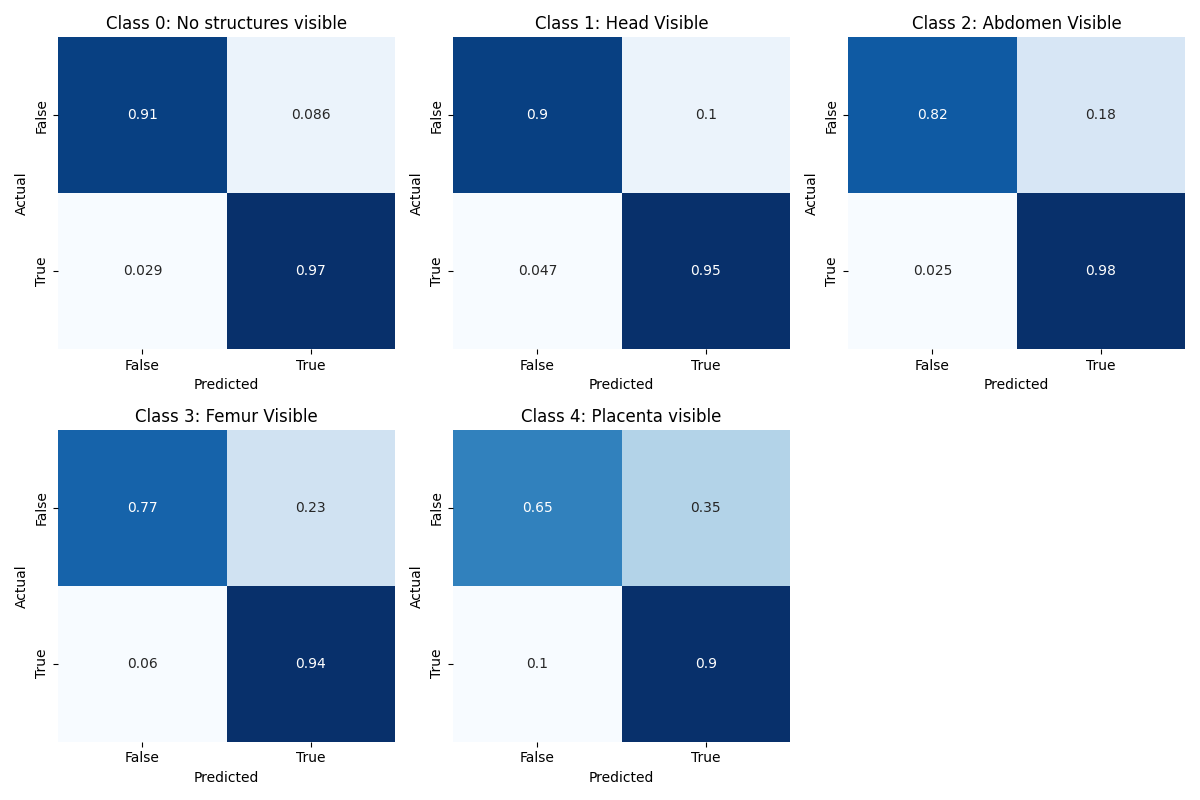 Class 0: No structures visible
False
0.91
0.086
Actual
True
0.029
0.97
False
True
Predicted
Class 1: Head Visible
False
0.9
0.1
Actual
True
0.047
0.95
False
True
Predicted
Class 2: Abdomen Visible
False
0.82
0.18
Actual
True
0.025
0.98
False
True
Predicted
Class 3: Femur Visible
False
0.77
0.23
Actual
True
0.06
0.94
False
True
Predicted
Class 4: Placenta visible
False
0.65
0.35
Actual
True
0.1
0.9
False
True
Predicted